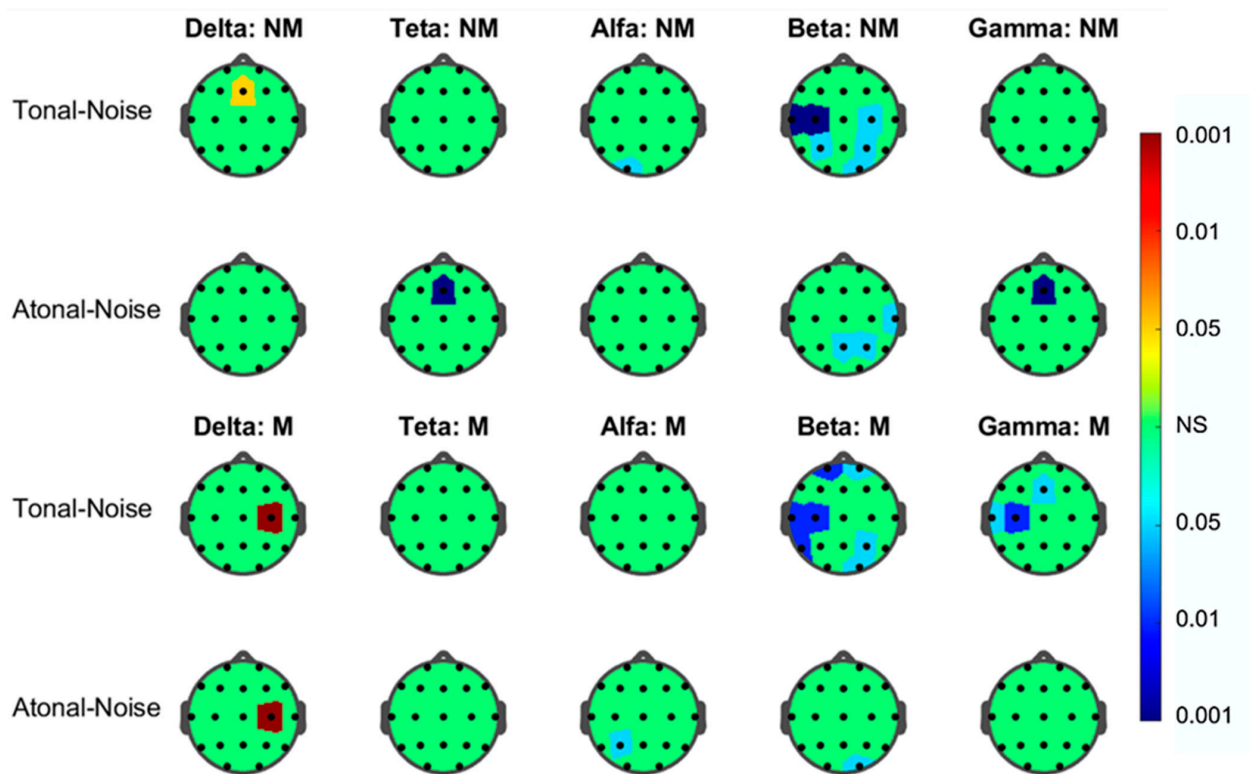 Delta: NM Teta: NM Alfa: NM Beta: NM Gamma: NM
Tonal-Noise
0.001
0.01
Atonal-Noise
0.05
Delta: M Teta: M Alfa: M Beta: M Gamma: M
NS
Tonal-Noise
0.05
0.01
Atonal-Noise
0.001